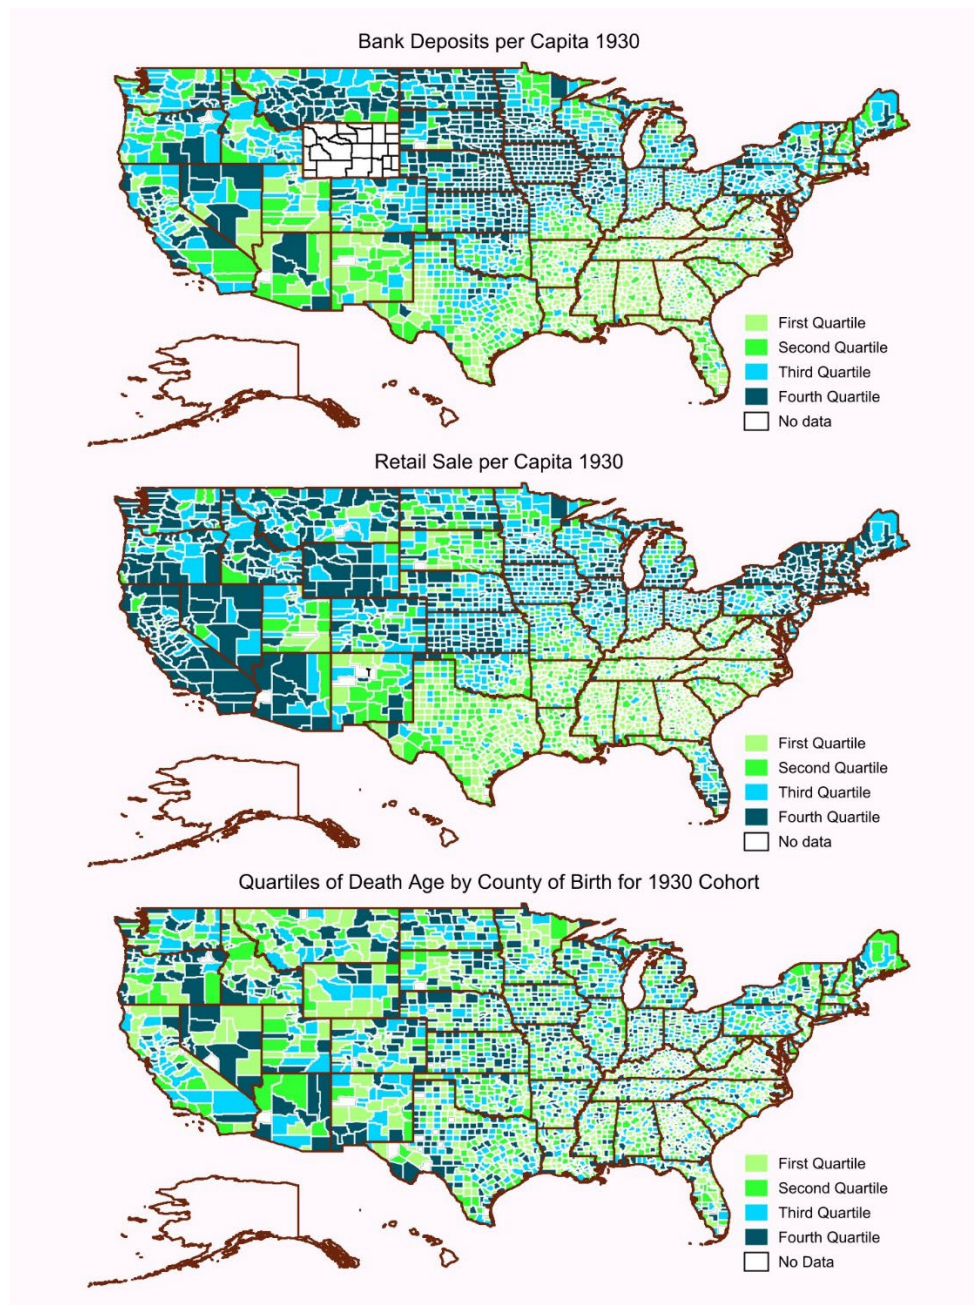 Bank Deposits per Capita 1930
First Quartile
Second Quartile
Third Quartile
Fourth Quartile
No data
Retail Sale per Capita 1930
First Quartile
Second Quartile
Third Quartile
Fourth Quartile
No data
Quartiles of Death Age by County of Birth for 1930 Cohort
First Quartile
Second Quartile
Third Quartile
Fourth Quartile
No Data